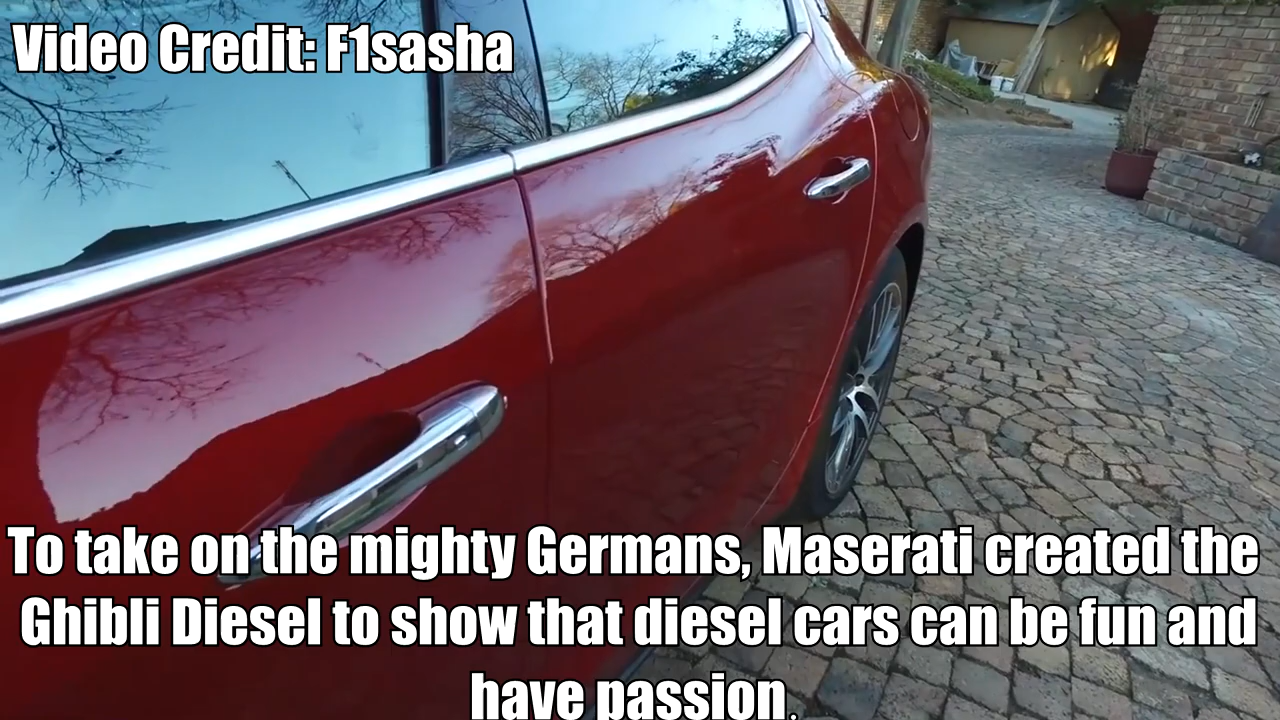 Video Credit: F1sasha
To take on the mighty Germans, Maserati created the
Ghibli Diesel to show that diesel cars can be fun and
have passion.